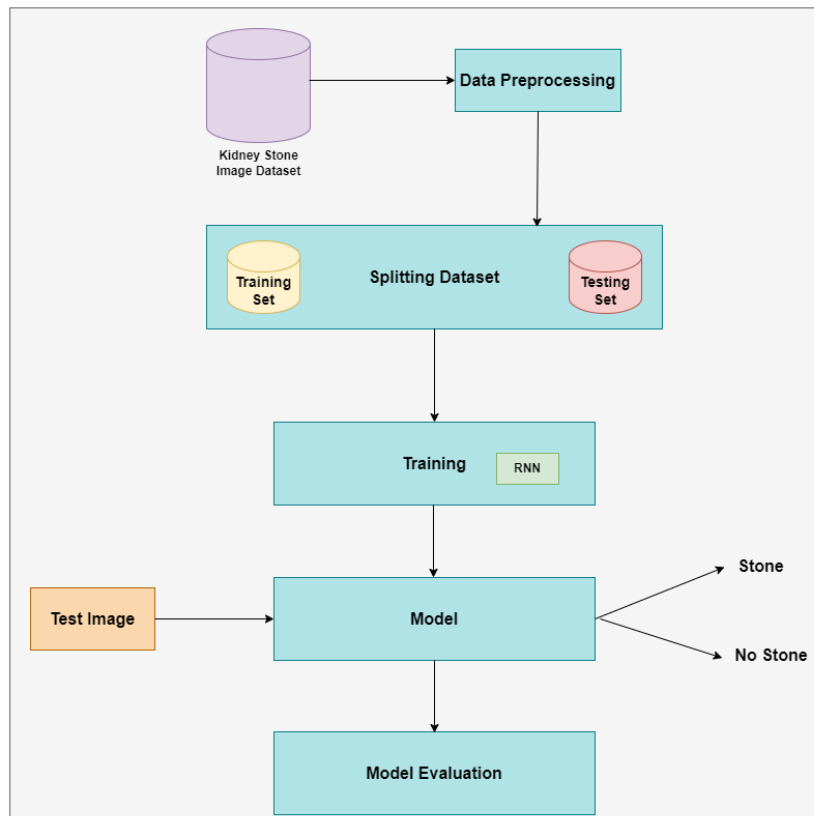 Data Preprocessing
Kidney Stone
Image Dataset
Training
Set
Splitting Dataset
Testing
Set
Training
RNN
Test Image
Model
Stone
No Stone
Model Evaluation